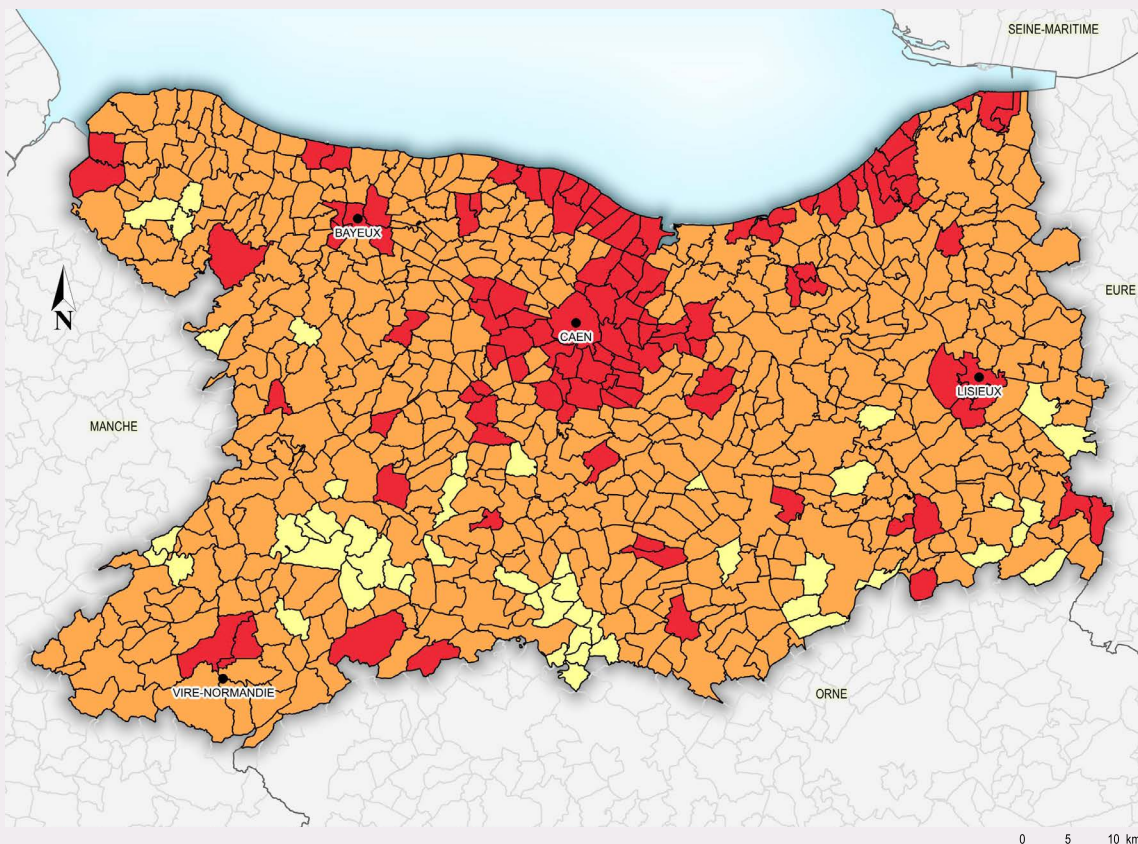 SEINE-MARITIME
BAYEUX
EURE
N
CAEN
LISIEUX
MANCHE
VIRE-NORMANDIE
ORNE
0 5 10 km